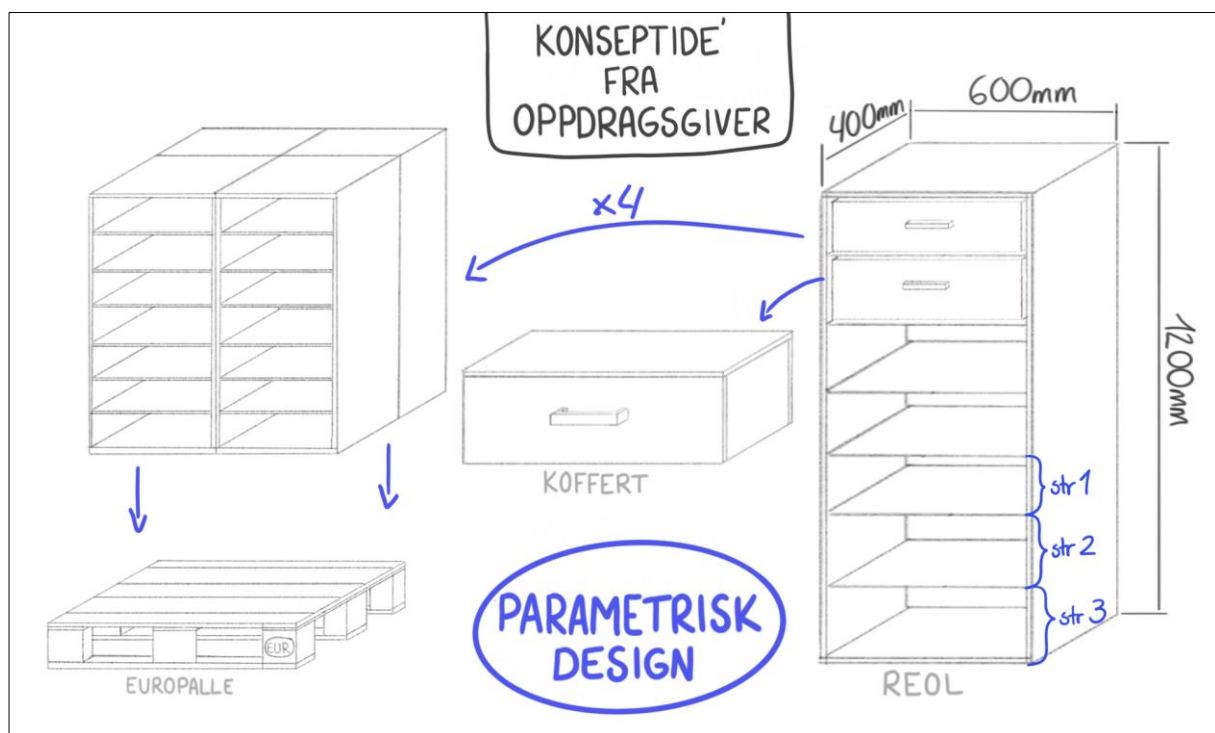 KONSEPTIDE'
FRA
OPPDRAGSGIVER
400mm
600mm
x4
1200mm
KOFFERT
str 1
str 2
str 3
PARAMETRISK
DESIGN
EUR
EUROPALLE
REOL